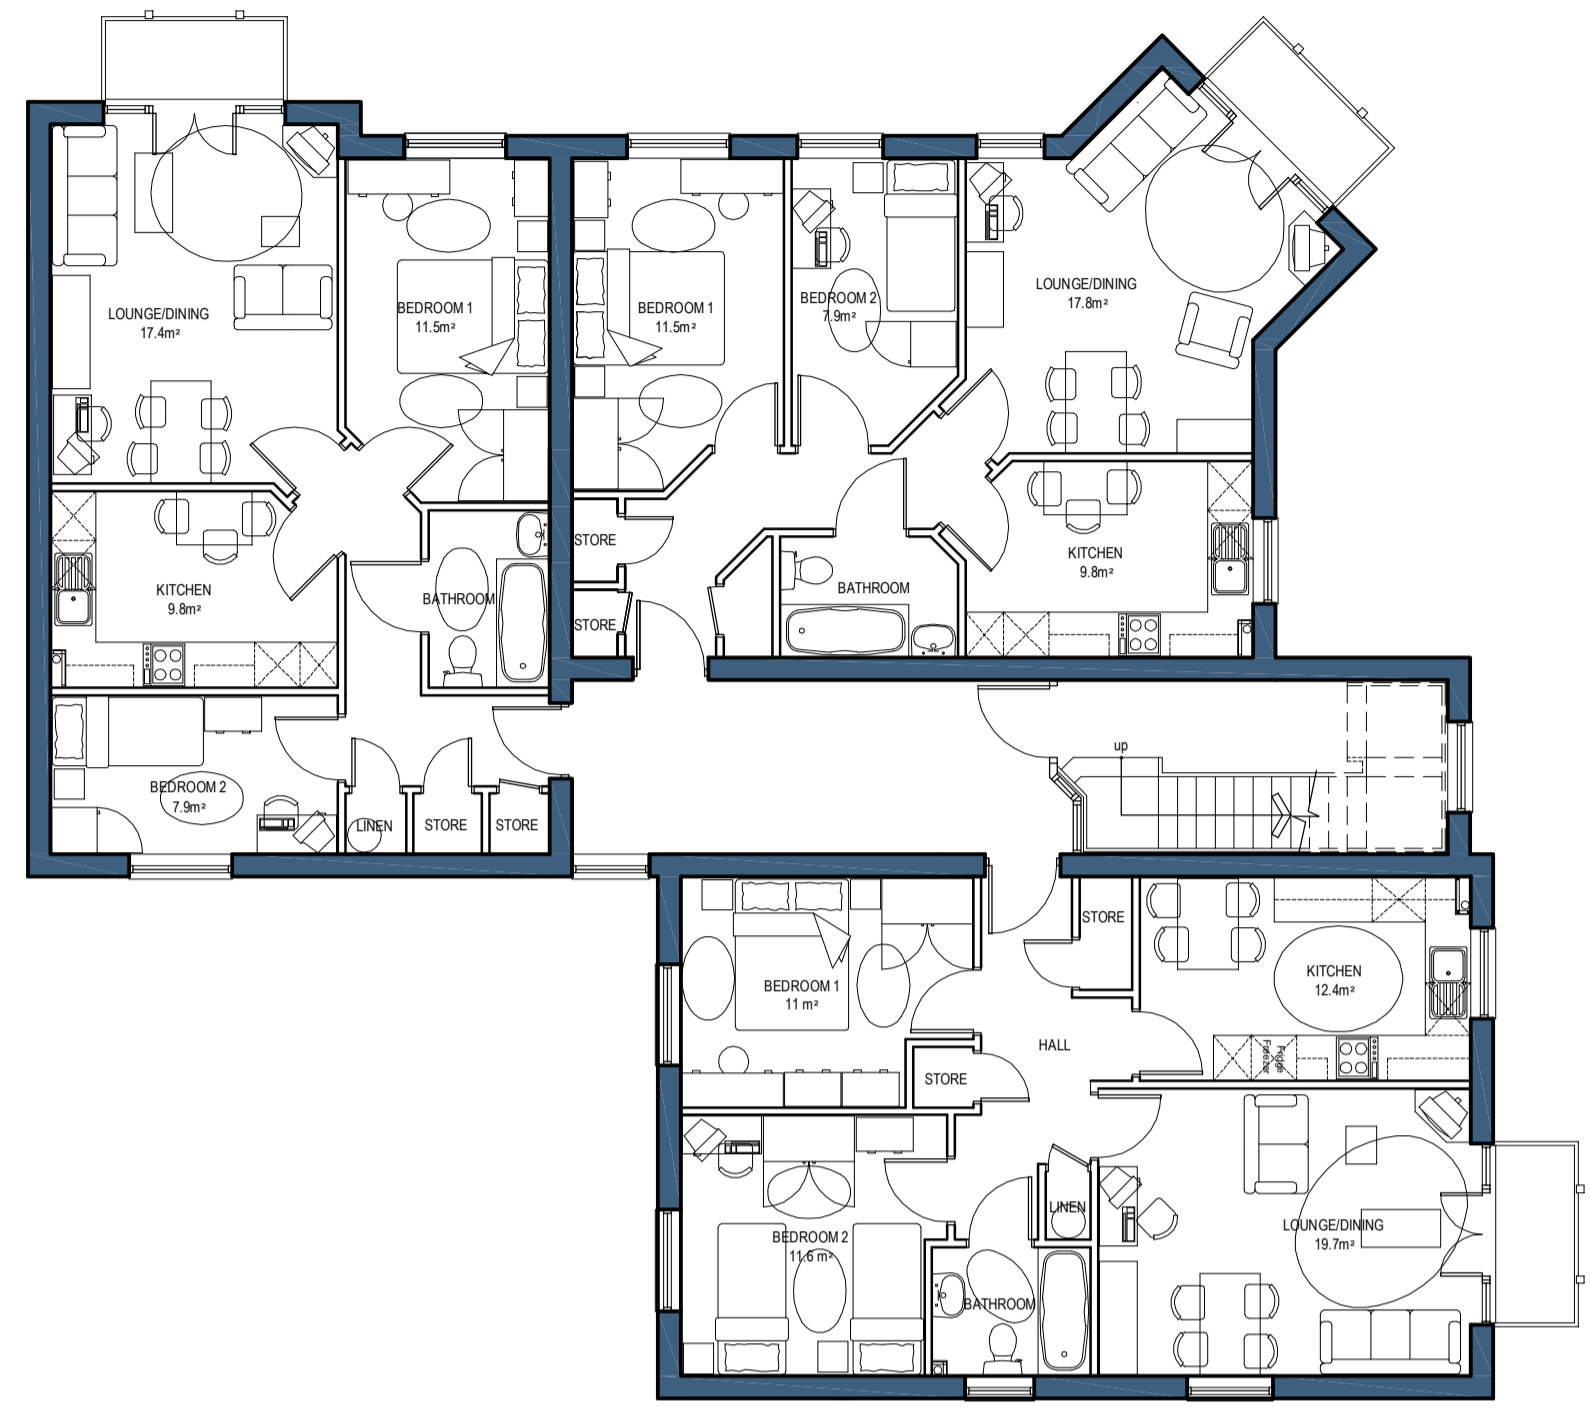 LOUNGE/DINING
17.4m²
BEDROOM 1
11.5m²
BEDROOM 1
11.5m²
BEDROOM 2
7.9m²
LOUNGE/DINING
17.8m²
KITCHEN
9.8m²
BATHROOM
STORE
STORE
BATHROOM
KITCHEN
9.8m²
BEDROOM 2
7.9m²
LINEN
STORE
STORE
up
BEDROOM 1
11 m²
STORE
KITCHEN
12.4m²
Fridge
Freezer
HALL
STORE
BEDROOM 2
11.6 m²
LINEN
BATHROOM
LOUNGE/DINING
19.7m²